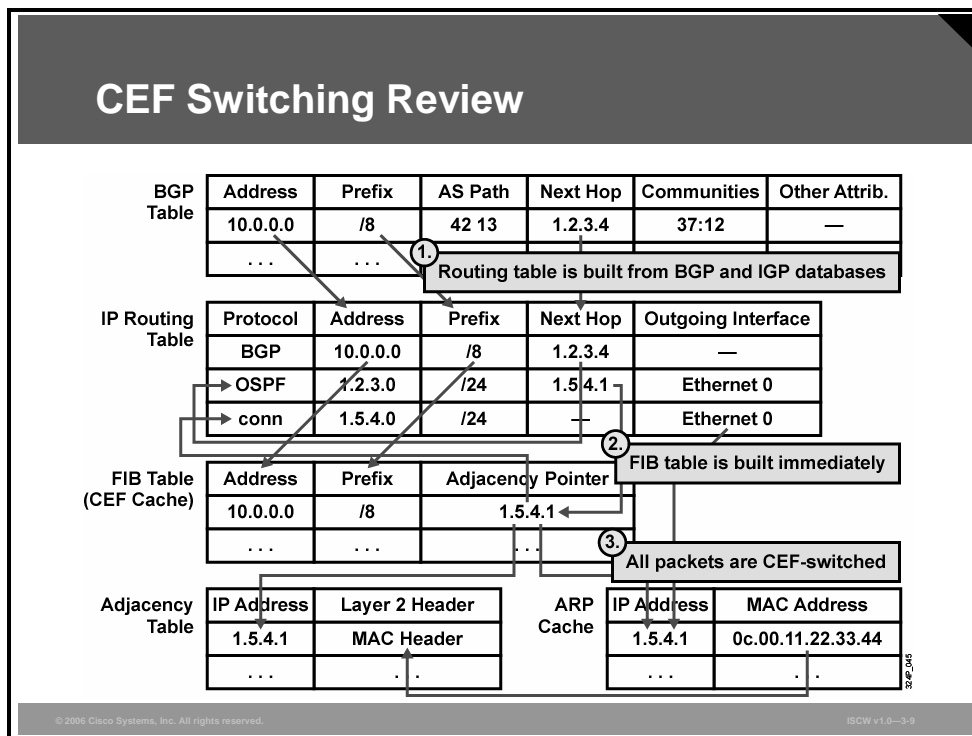 CEF Switching Review
BGP Table
Address Prefix AS Path Next Hop Communities Other Attrib.
10.0.0.0 /8 42 13 1.2.3.4 37:12 —
. . . . . .
1. Routing table is built from BGP and IGP databases
IP Routing Table
Protocol Address Prefix Next Hop Outgoing Interface
BGP 10.0.0.0 /8 1.2.3.4 —
OSPF 1.2.3.0 /24 1.5.4.1 Ethernet 0
conn 1.5.4.0 /24 — Ethernet 0
2. FIB table is built immediately
FIB Table (CEF Cache)
Address Prefix Adjacency Pointer
10.0.0.0 /8 1.5.4.1
. . . . . . . . .
3. All packets are CEF-switched
Adjacency Table
IP Address Layer 2 Header
1.5.4.1 MAC Header
. . . . . .
ARP Cache
IP Address MAC Address
1.5.4.1 0c.00.11.22.33.44
. . . . . .
324P_045
© 2006 Cisco Systems, Inc. All rights reserved.
ISCW v1.0—3-9